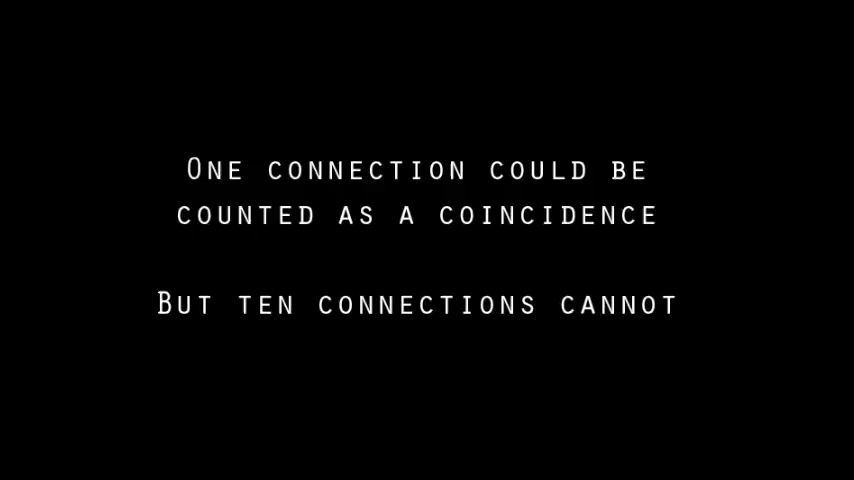 One connection could be
counted as a coincidence
But ten connections cannot